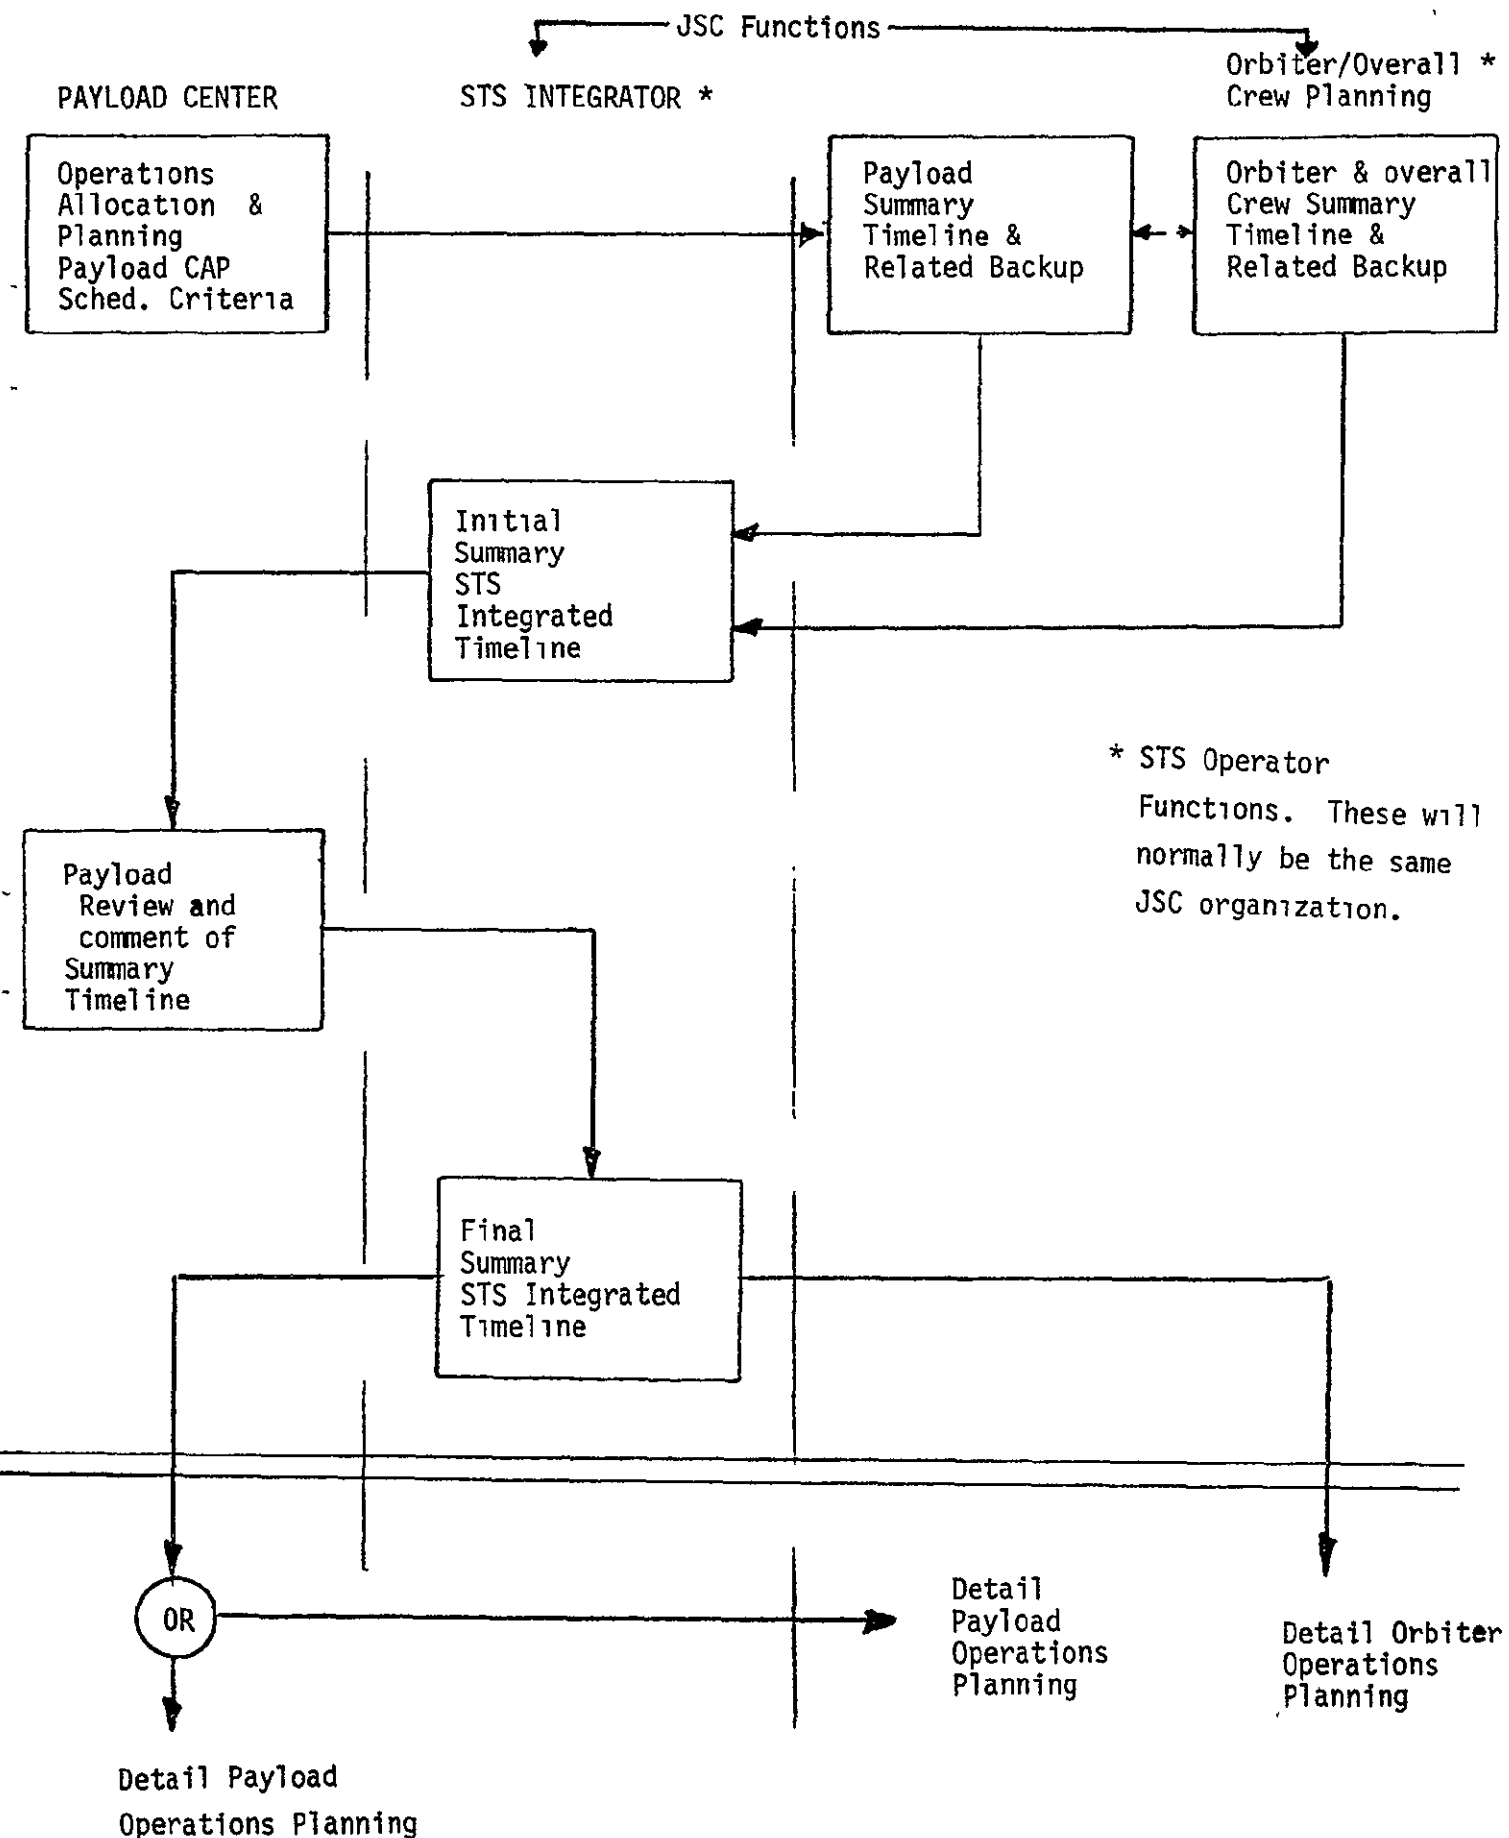 JSC Functions
PAYLOAD CENTER
STS INTEGRATOR *
Orbiter/Overall *
Crew Planning
Operations
Allocation &
Planning
Payload CAP
Sched. Criteria
Payload
Summary
Timeline &
Related Backup
Orbiter & overall
Crew Summary
Timeline &
Related Backup
Initial
Summary
STS
Integrated
Timeline
* STS Operator
Functions. These will
normally be the same
JSC organization.
Payload
Review and
comment of
Summary
Timeline
Final
Summary
STS Integrated
Timeline
OR
Detail
Payload
Operations
Planning
Detail Orbiter
Operations
Planning
Detail Payload
Operations Planning